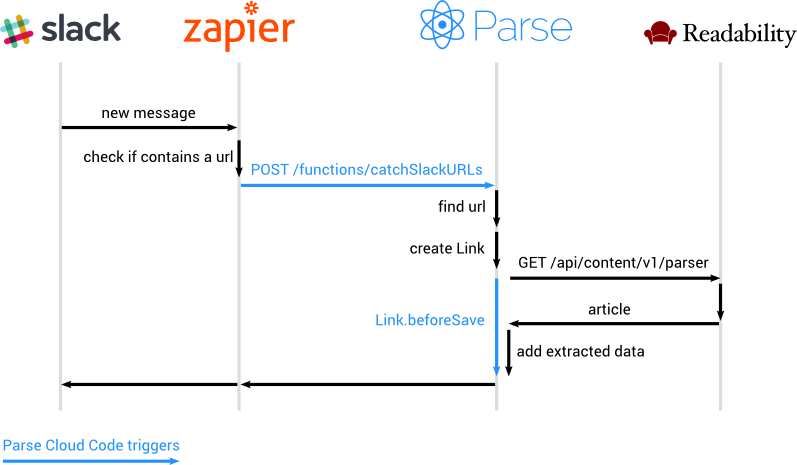 slack
zapier
Parse
Readability
new message
check if contains a url
POST /functions/catchSlackURLs
find url
create Link
GET /api/content/v1/parser
article
Link.beforeSave
add extracted data
Parse Cloud Code triggers